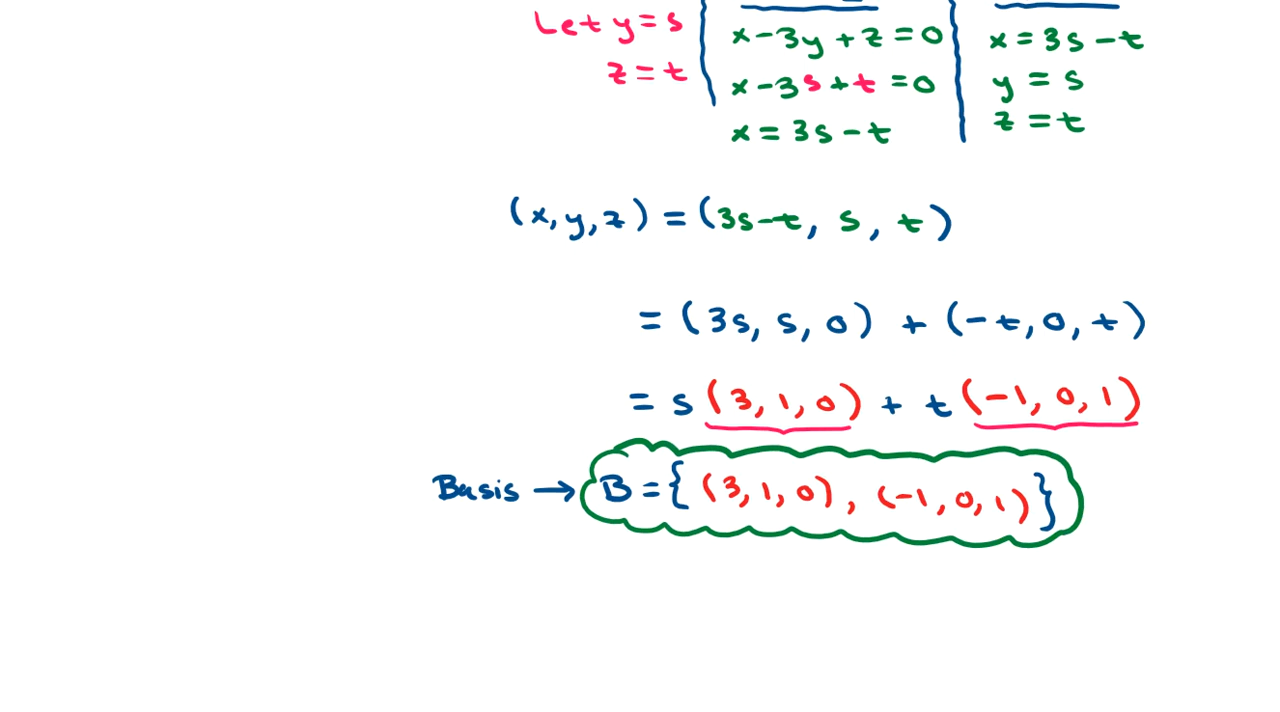 Let y = s
z = t
x - 3y + z = 0
x - 3s + t = 0
x = 3s - t
x = 3s - t
y = s
z = t
(x, y, z) = (3s - t, s, t)
= (3s, s, 0) + (-t, 0, t)
= s (3, 1, 0) + t (-1, 0, 1)
Basis → B = { (3, 1, 0), (-1, 0, 1) }